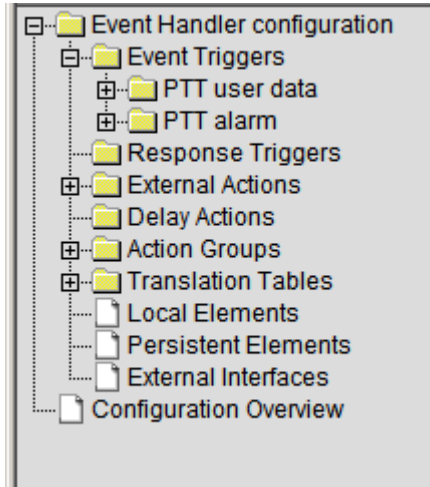 Event Handler configuration
Event Triggers
PTT user data
PTT alarm
Response Triggers
External Actions
Delay Actions
Action Groups
Translation Tables
Local Elements
Persistent Elements
External Interfaces
Configuration Overview